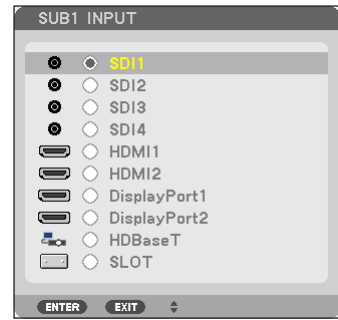 SUB1 INPUT
SDI1
SDI2
SDI3
SDI4
HDMI1
HDMI2
DisplayPort1
DisplayPort2
HDBaseT
SLOT
ENTER EXIT